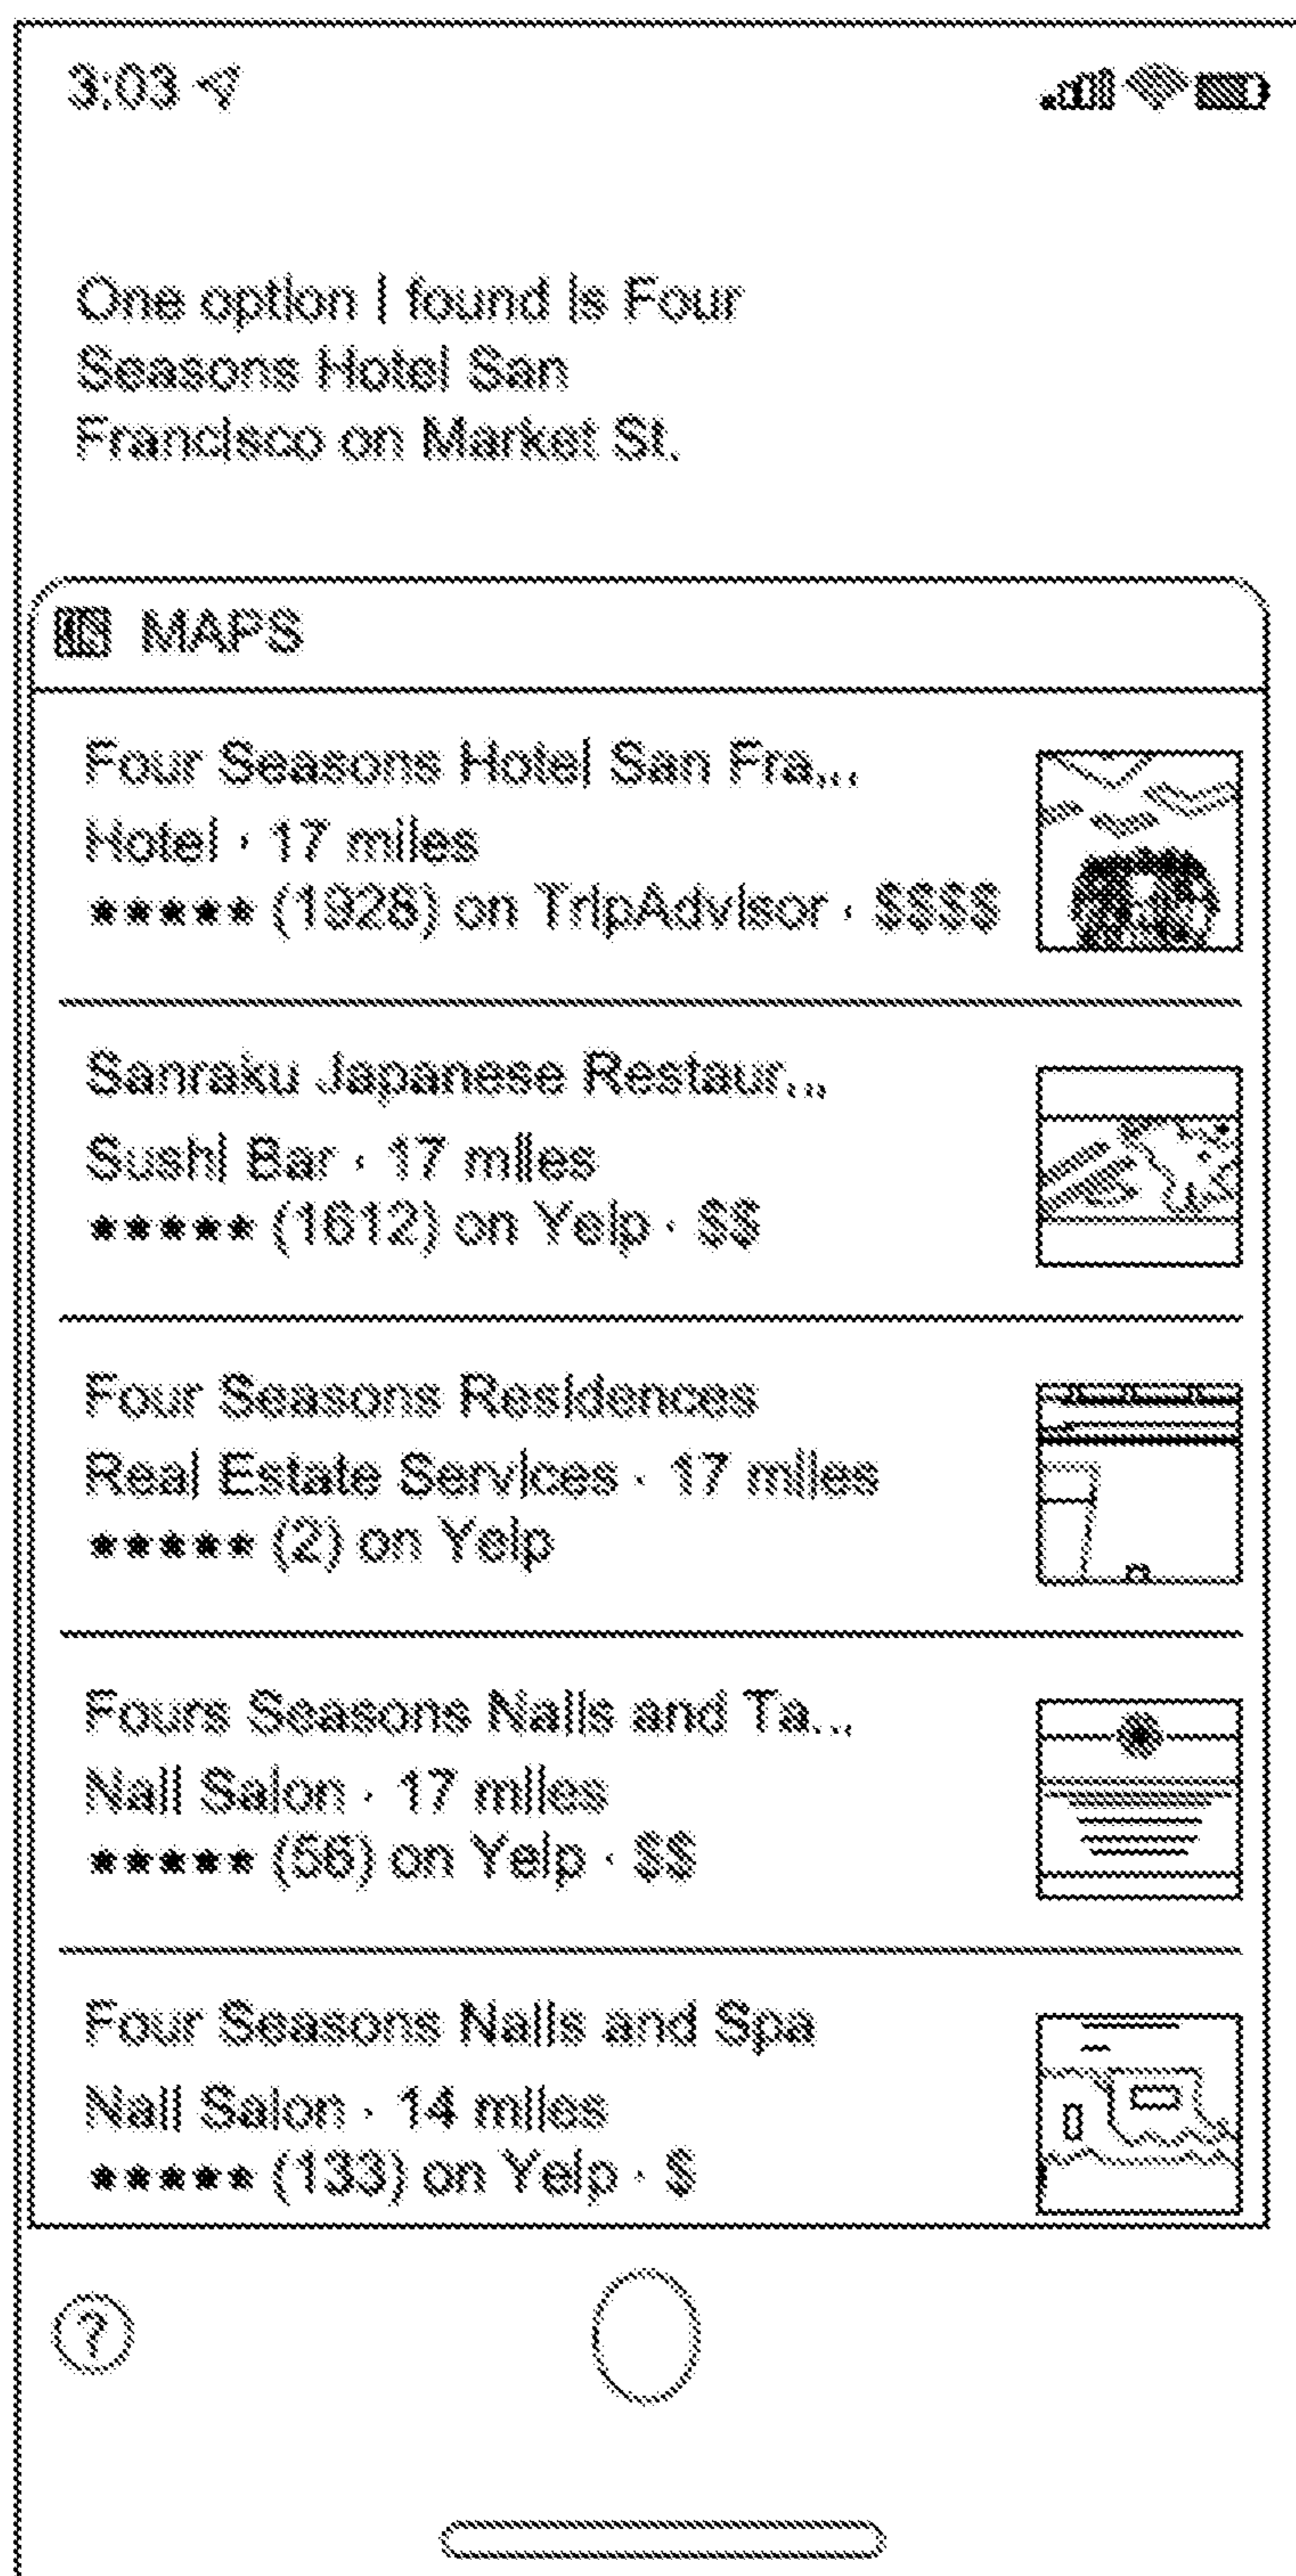 3:03
One option I found is Four
Seasons Hotel San
Francisco on Market St.
MAPS
Four Seasons Hotel San Fra...
Hotel · 17 miles
★★★★★ (1928) on TripAdvisor · $$$$
Sanraku Japanese Restaur...
Sushi Bar · 17 miles
★★★★★ (1612) on Yelp · $$
Four Seasons Residences
Real Estate Services · 17 miles
★★★★★ (2) on Yelp
Fours Seasons Nails and Ta...
Nail Salon · 17 miles
★★★★★ (56) on Yelp · $$
Four Seasons Nails and Spa
Nail Salon · 14 miles
★★★★★ (133) on Yelp · $
?